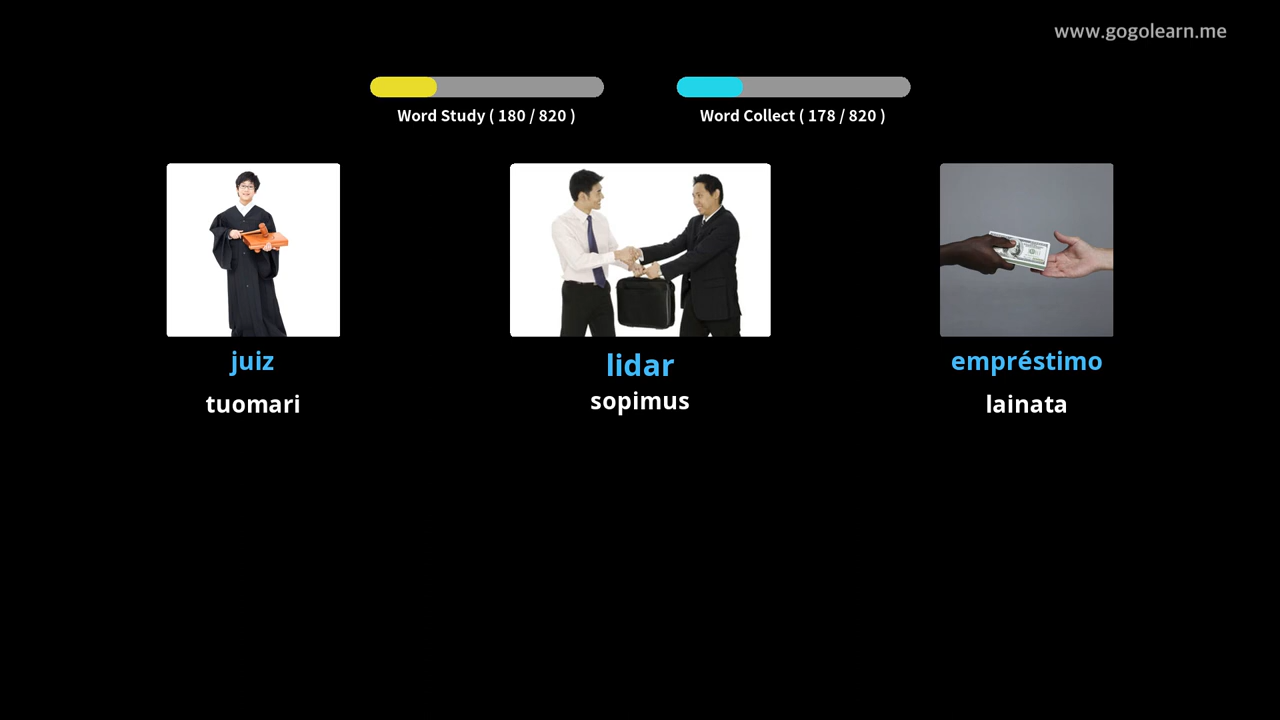 www.gogolearn.me
Word Study ( 180 / 820 )
Word Collect ( 178 / 820 )
juiz
tuomari
lidar
sopimus
empréstimo
lainata